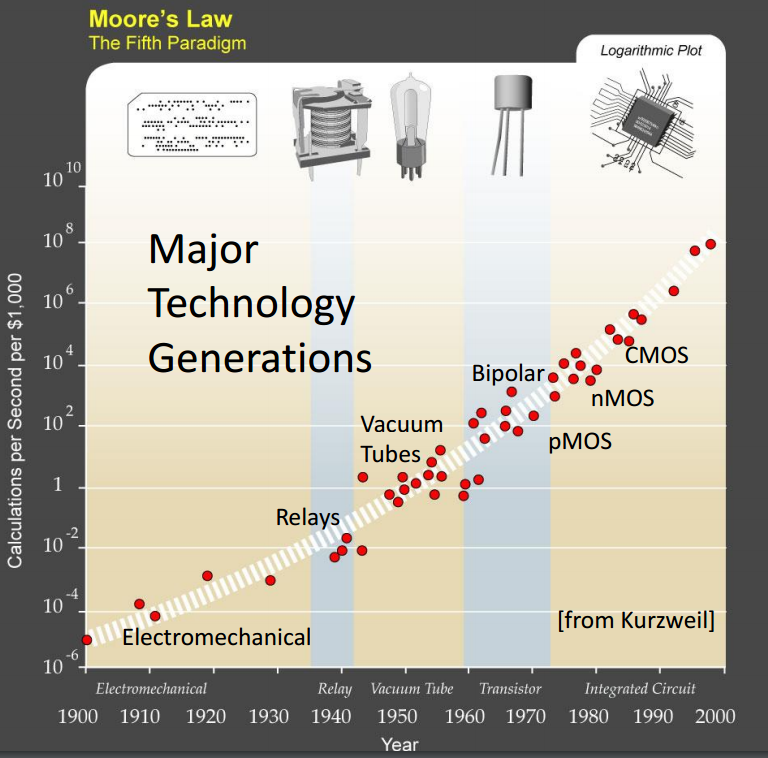 Moore's Law
The Fifth Paradigm
Logarithmic Plot
10^10
10^8
10^6
10^4
10^2
1
10^-2
10^-4
10^-6
Calculations per Second per $1,000
Major
Technology
Generations
CMOS
Bipolar
nMOS
Vacuum
Tubes
pMOS
Relays
[from Kurzweil]
Electromechanical
Electromechanical Relay Vacuum Tube Transistor Integrated Circuit
1900 1910 1920 1930 1940 1950 1960 1970 1980 1990 2000
Year